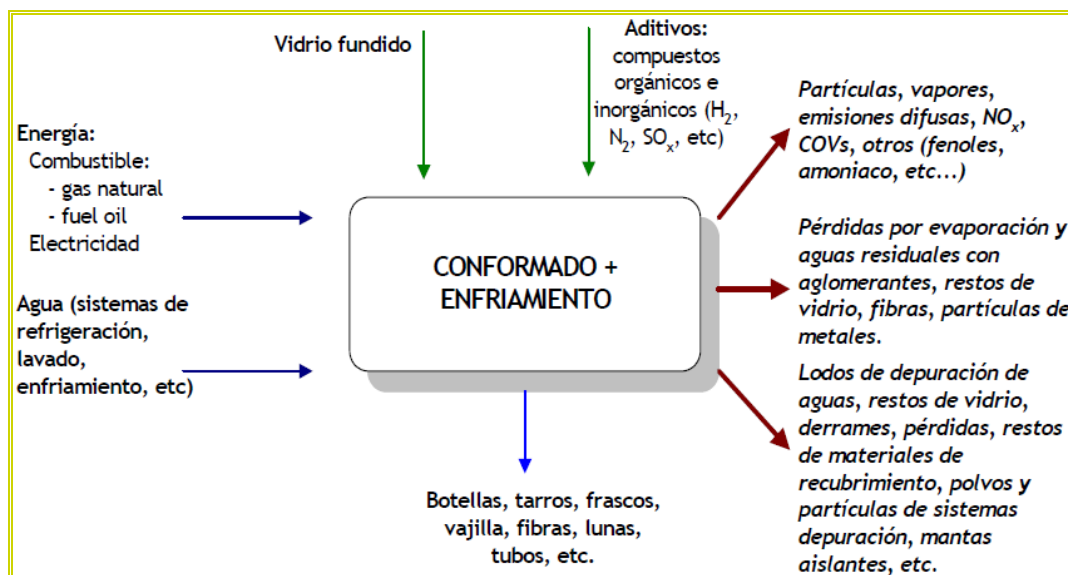 Vidrio fundido
Aditivos:
compuestos
orgánicos e
inorgánicos (H2,
N2, SOx, etc)
Energía:
Combustible:
- gas natural
- fuel oil
Electricidad
Agua (sistemas de
refrigeración,
lavado,
enfriamiento, etc)
CONFORMADO +
ENFRIAMIENTO
Botellas, tarros, frascos,
vajilla, fibras, lunas,
tubos, etc.
Partículas, vapores,
emisiones difusas, NOx,
COVs, otros (fenoles,
amoniaco, etc...)
Pérdidas por evaporación y
aguas residuales con
aglomerantes, restos de
vidrio, fibras, partículas de
metales.
Lodos de depuración de
aguas, restos de vidrio,
derrames, pérdidas, restos
de materiales de
recubrimiento, polvos y
partículas de sistemas
depuración, mantas
aislantes, etc.